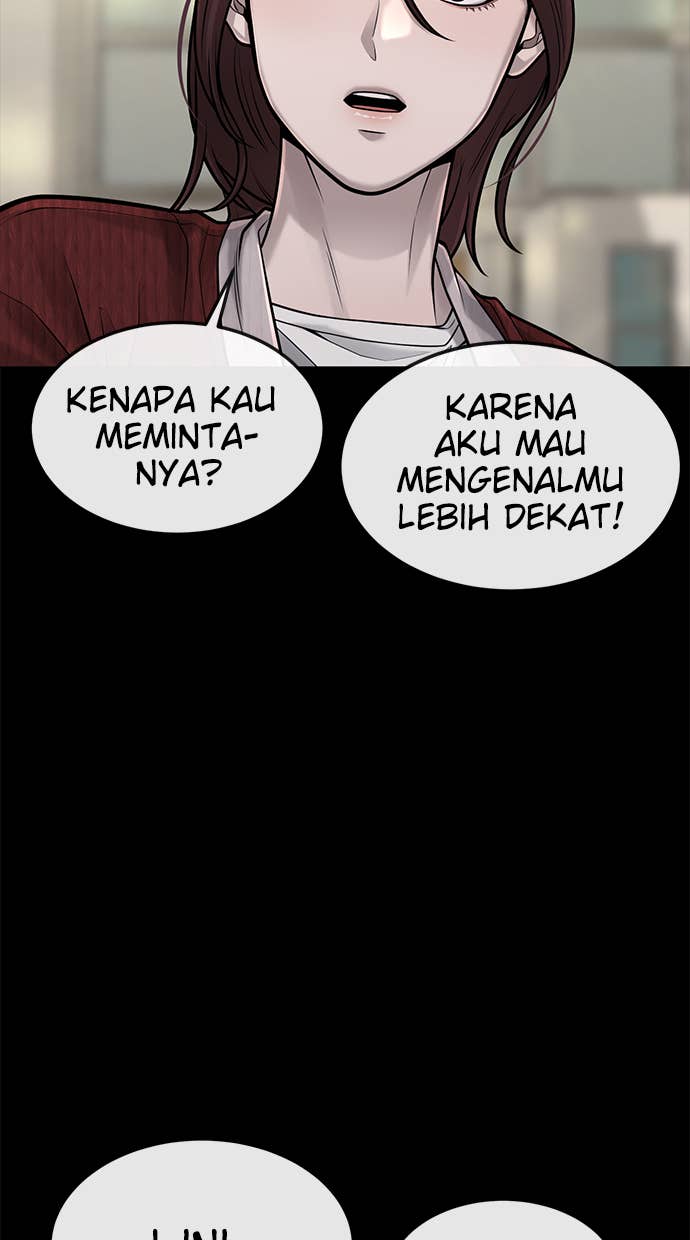 KENAPA KAU
MEMINTA-
NYA?
KARENA
AKU MAU
MENGENALMU
LEBIH DEKAT!